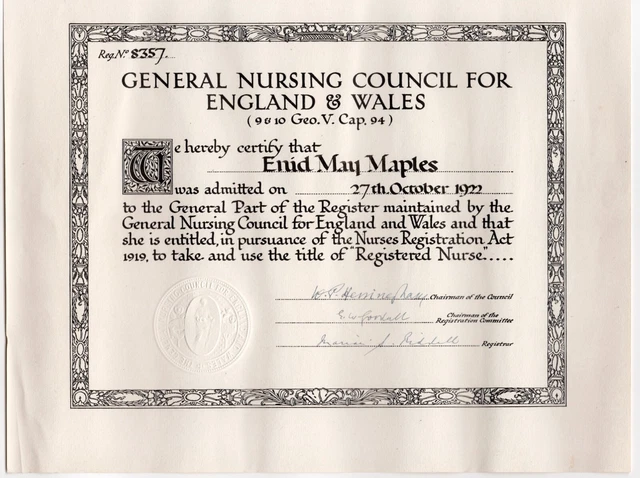 Reg. No. 8357.
GENERAL NURSING COUNCIL FOR
ENGLAND & WALES
(9 & 10 Geo. V. Cap. 94)
We hereby certify that
Enid May Maples
was admitted on 27th. October 1922
to the General Part of the Register maintained by the
General Nursing Council for England and Wales and that
she is entitled, in pursuance of the Nurses Registration Act
1919, to take and use the title of "Registered Nurse".....
Chairman of the Council
E.W. Goodall Chairman of the
Registration Committee
Registrar